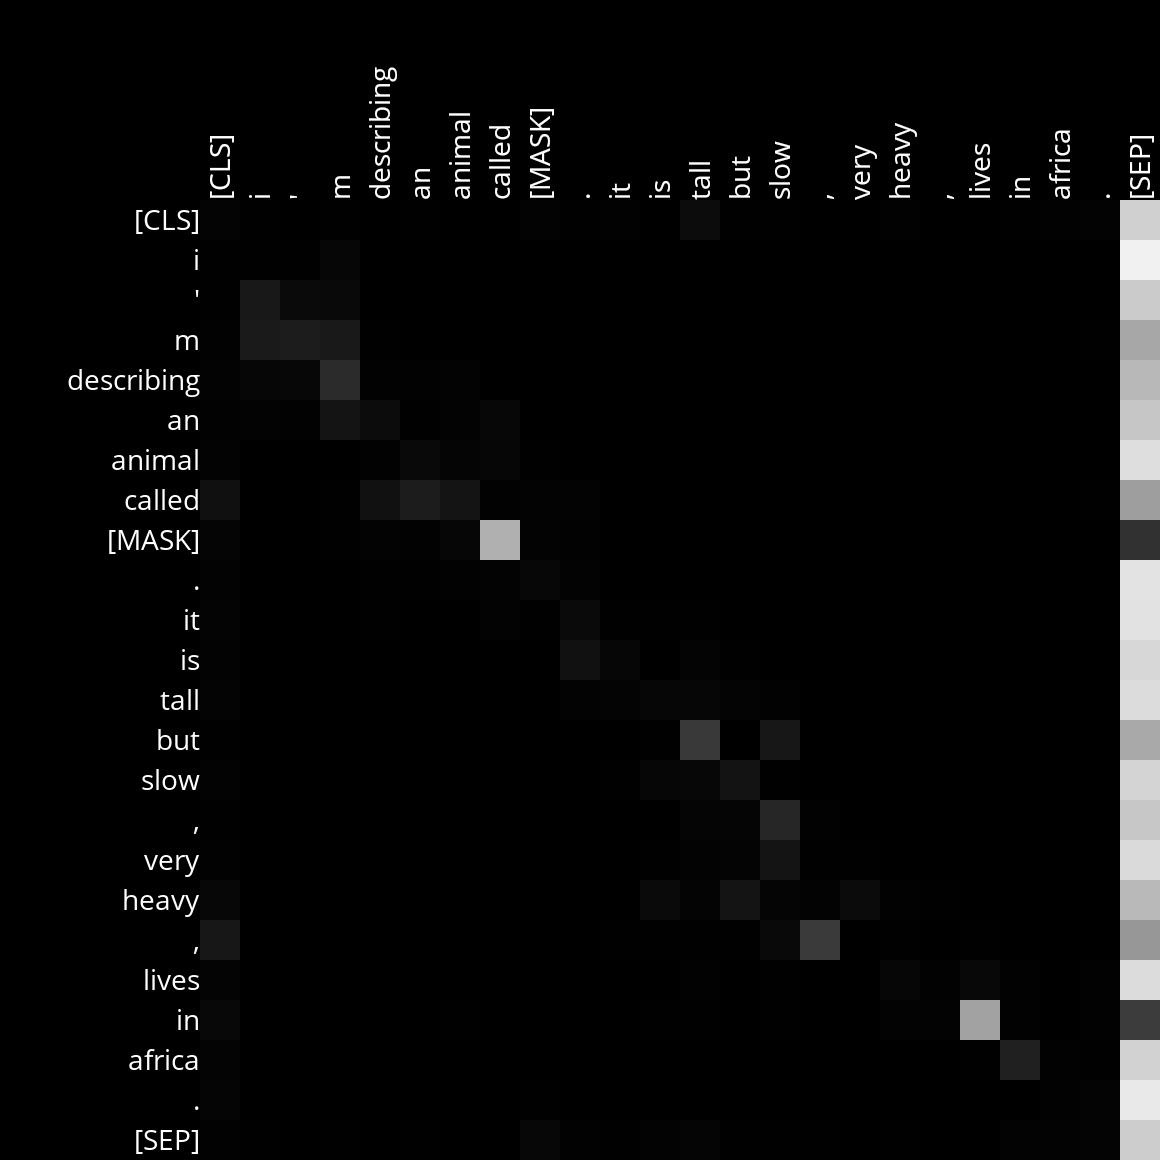 [CLS] i ' m describing an animal called [MASK] . it is tall but slow , very heavy , lives in africa . [SEP]
[CLS]
i
'
m
describing
an
animal
called
[MASK]
.
it
is
tall
but
slow
,
very
heavy
,
lives
in
africa
.
[SEP]